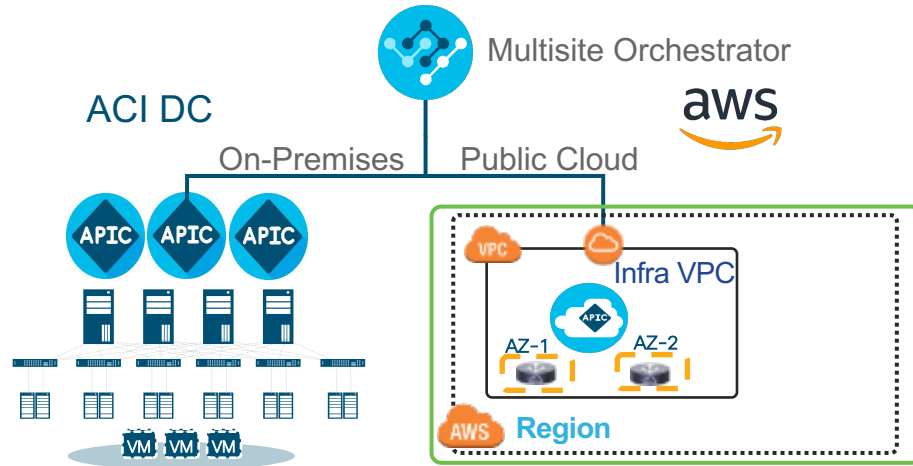 Multisite Orchestrator
ACI DC
aws
On-Premises
Public Cloud
APIC
APIC
APIC
VPC
Infra VPC
APIC
AZ-1
AZ-2
VM
VM
VM
AWS
Region